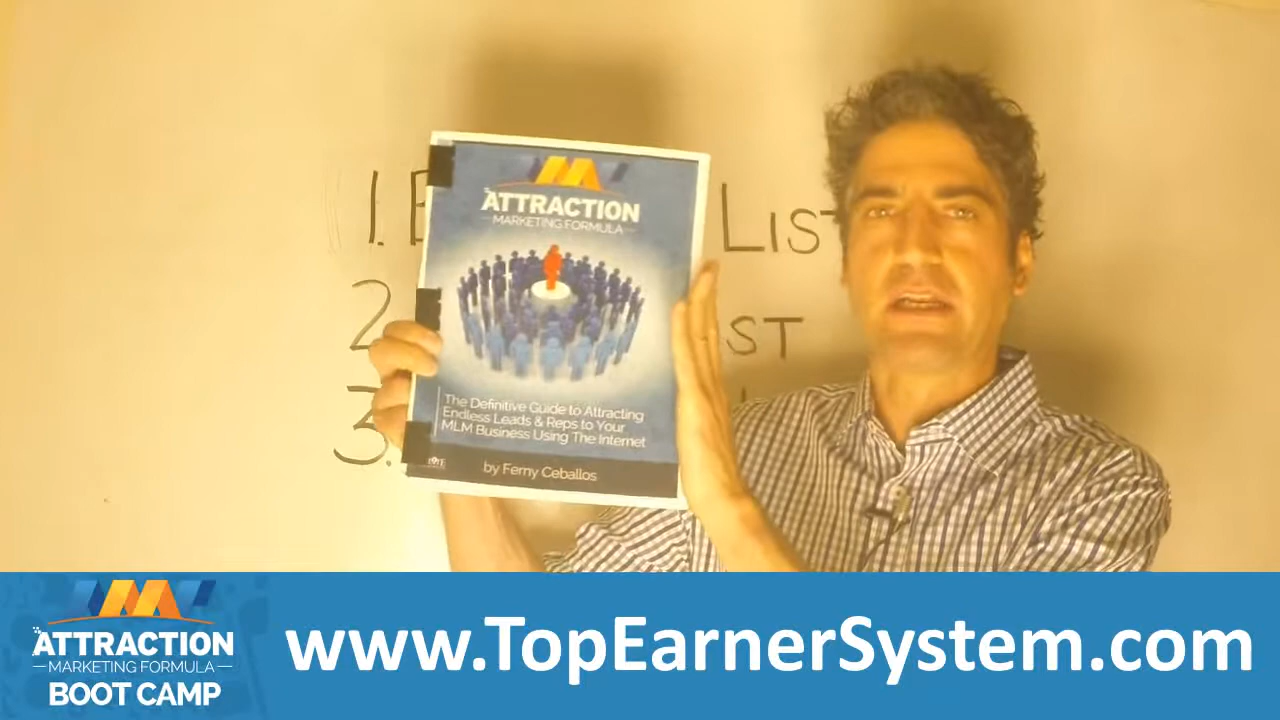 1.
LIST
2
3.
ATTRACTION
MARKETING FORMULA
The Definitive Guide to Attracting
Endless Leads & Reps to Your
MLM Business Using The Internet
by Ferny Ceballos
ATTRACTION
MARKETING FORMULA
BOOT CAMP
www.TopEarnerSystem.com